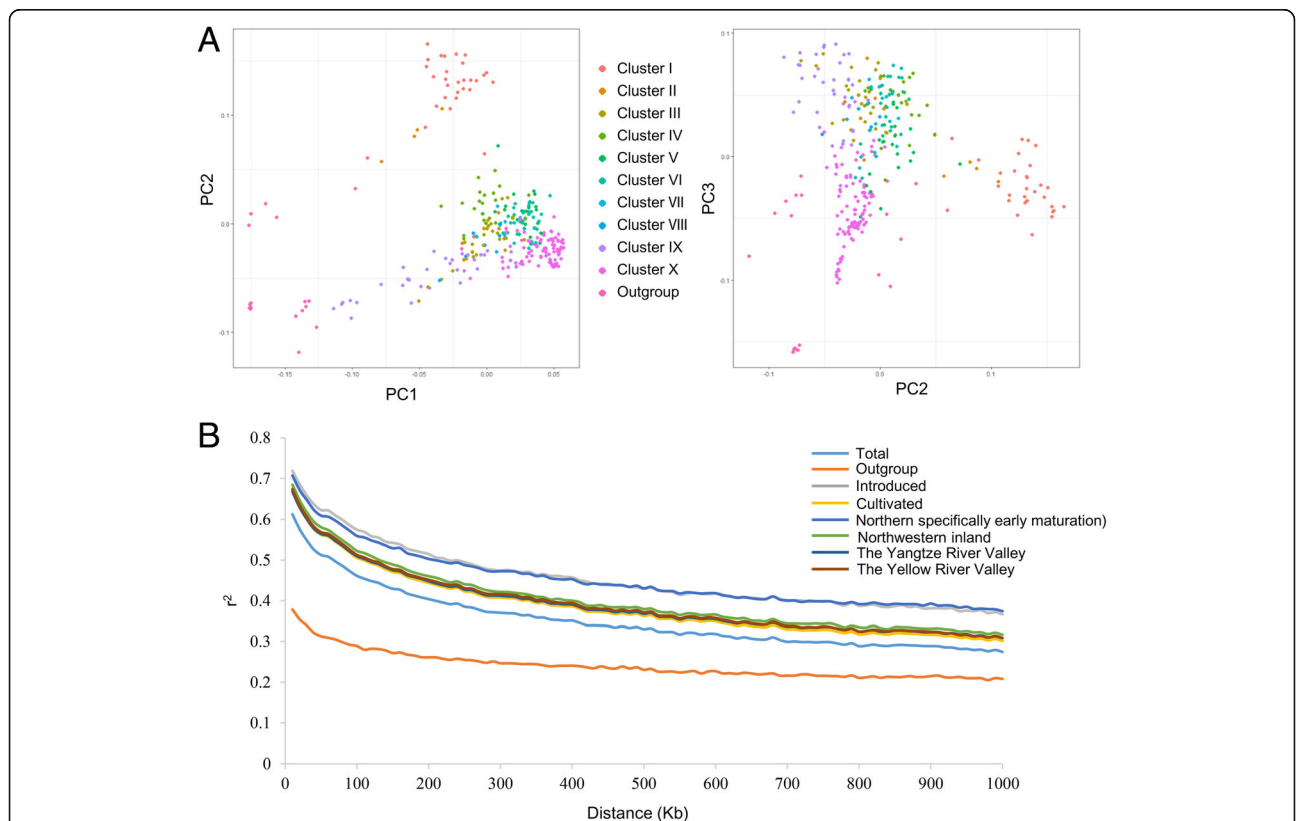 A
PC2
0.1
0.0
-0.1
-0.15
-0.10
-0.05
0.00
0.05
PC1
Cluster I
Cluster II
Cluster III
Cluster IV
Cluster V
Cluster VI
Cluster VII
Cluster VIII
Cluster IX
Cluster X
Outgroup
PC3
0.1
0.0
-0.1
-0.1
0.0
0.1
PC2
B
r²
0.8
0.7
0.6
0.5
0.4
0.3
0.2
0.1
0
0
100
200
300
400
500
600
700
800
900
1000
Distance (Kb)
Total
Outgroup
Introduced
Cultivated
Northern specifically early maturation)
Northwestern inland
The Yangtze River Valley
The Yellow River Valley